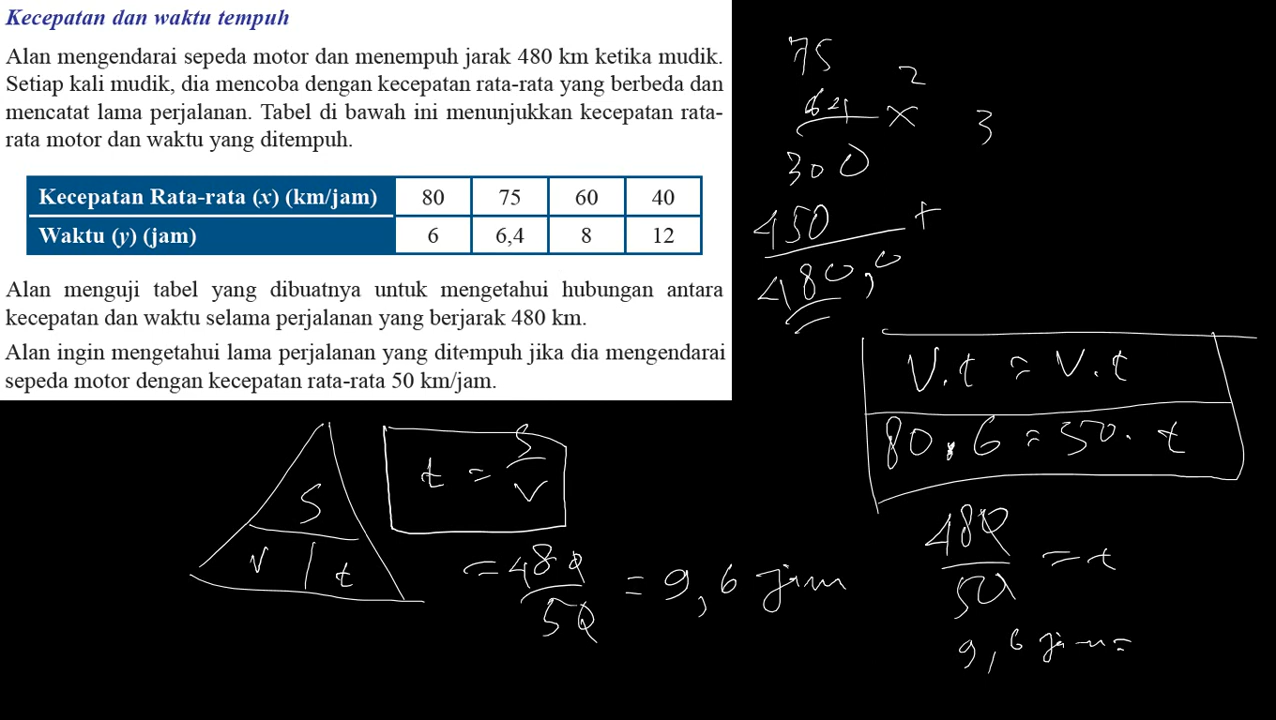 Kecepatan dan waktu tempuh
Alan mengendarai sepeda motor dan menempuh jarak 480 km ketika mudik.
Setiap kali mudik, dia mencoba dengan kecepatan rata-rata yang berbeda dan
mencatat lama perjalanan. Tabel di bawah ini menunjukkan kecepatan rata-
rata motor dan waktu yang ditempuh.
Kecepatan Rata-rata (x) (km/jam) 80 75 60 40
Waktu (y) (jam) 6 6,4 8 12
Alan menguji tabel yang dibuatnya untuk mengetahui hubungan antara
kecepatan dan waktu selama perjalanan yang berjarak 480 km.
Alan ingin mengetahui lama perjalanan yang ditempuh jika dia mengendarai
sepeda motor dengan kecepatan rata-rata 50 km/jam.
75
2
64 x
3
300
450 +
480,0
V.t = V.t
80.6 = 50.t
S
V t
t = S/V
= 480/50 = 9,6 jam
480/50 = t
9,6 jam =